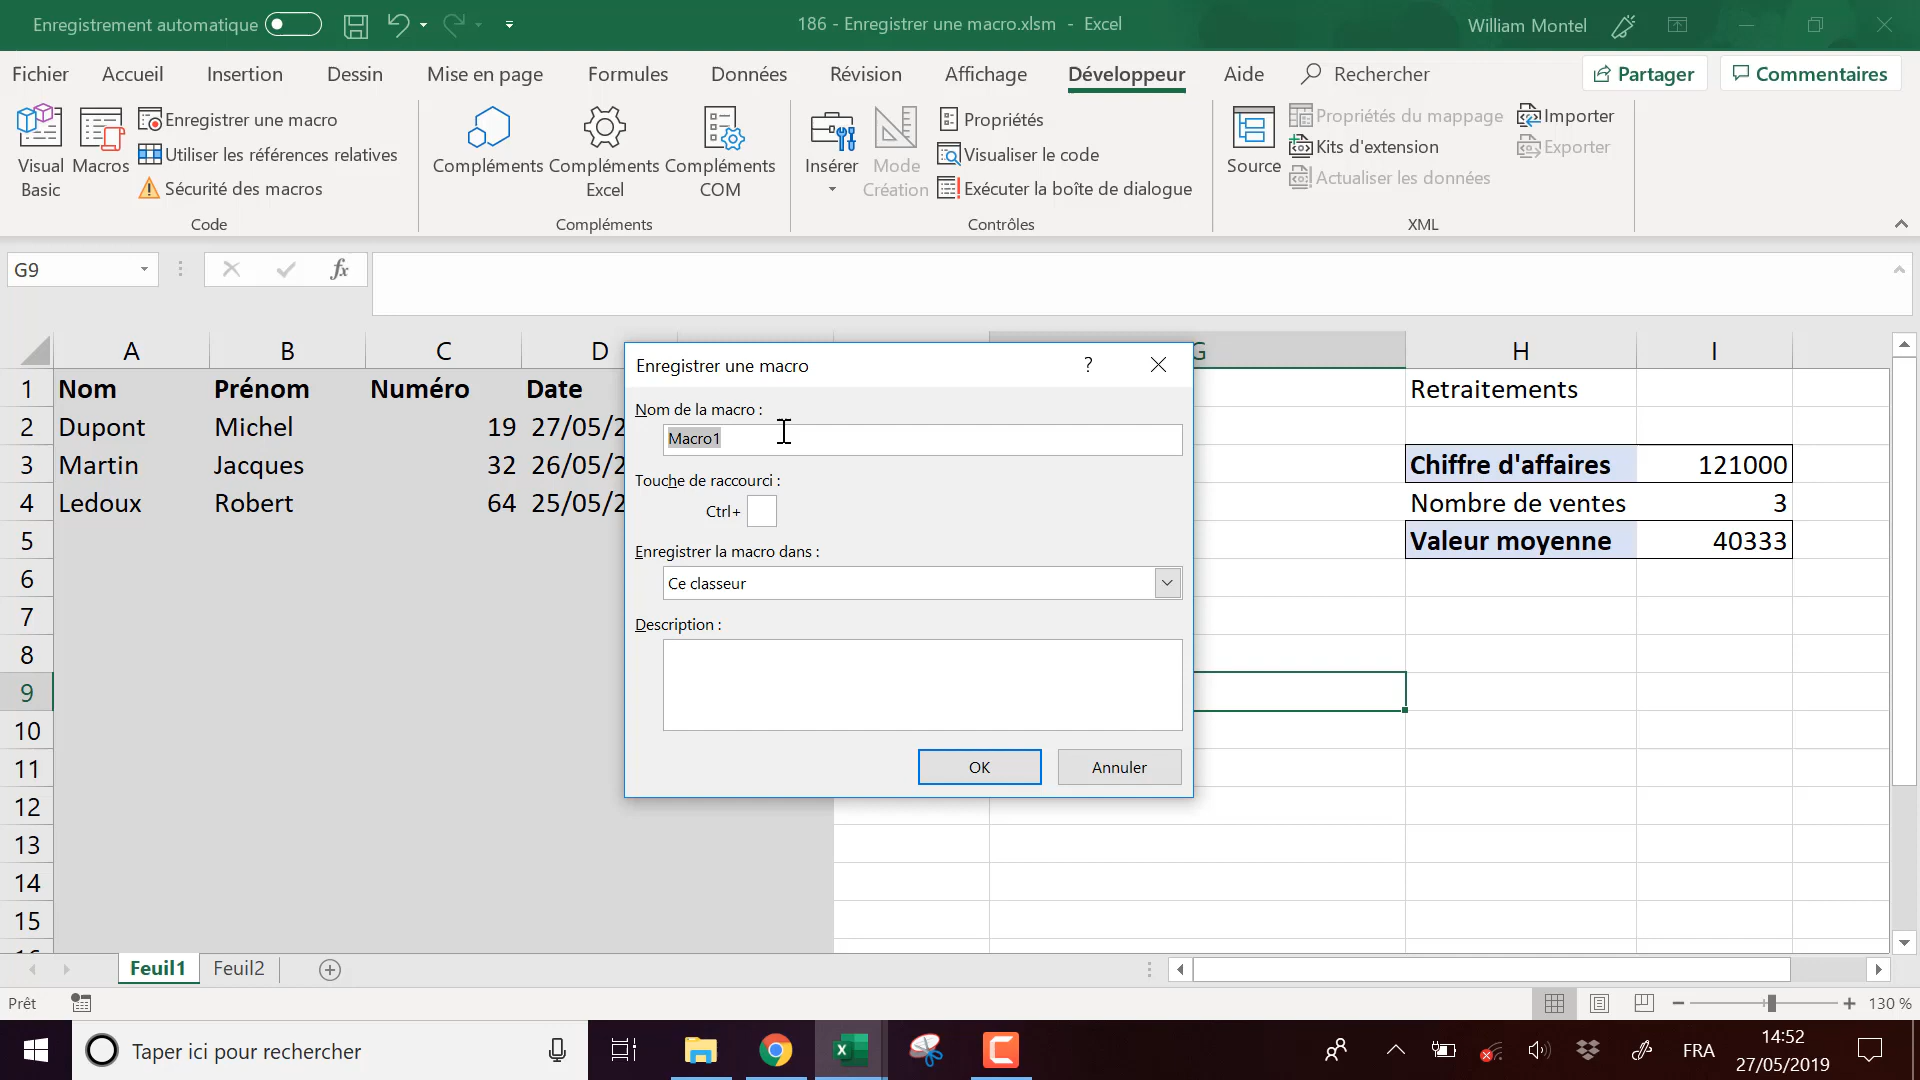 Enregistrement automatique
186 - Enregistrer une macro.xlsm - Excel
William Montel
Fichier Accueil Insertion Dessin Mise en page Formules Données Révision Affichage Développeur Aide Rechercher Partager Commentaires
Visual Basic
Macros
Enregistrer une macro
Utiliser les références relatives
Sécurité des macros
Code
Compléments
Compléments Excel
Compléments COM
Compléments
Insérer
Mode Création
Propriétés
Visualiser le code
Exécuter la boîte de dialogue
Contrôles
Source
Propriétés du mappage
Kits d'extension
Actualiser les données
Importer
Exporter
XML
G9
fx
A B C D G H I
1 Nom Prénom Numéro Date Retraitements
2 Dupont Michel 19 27/05/2
3 Martin Jacques 32 26/05/2 Chiffre d'affaires 121000
4 Ledoux Robert 64 25/05/2 Nombre de ventes 3
5 Valeur moyenne 40333
6
7
8
9
10
11
12
13
14
15
Enregistrer une macro ?
Nom de la macro :
Macro1
Touche de raccourci :
Ctrl+
Enregistrer la macro dans :
Ce classeur
Description :
OK Annuler
Feuil1 Feuil2
Prêt
130 %
Taper ici pour rechercher
FRA
14:52
27/05/2019